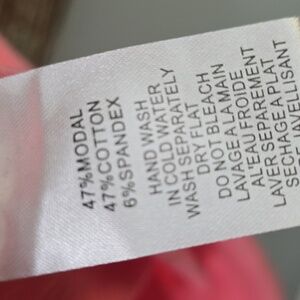 47%MODAL
47%COTTON
6%SPANDEX
HAND WASH
IN COLD WATER
WASH SEPARATELY
DRY FLAT
DO NOT BLEACH
LAVAGE A LA MAIN
AL'EAU FROIDE
LAVER SEPAREMENT
SECHAGE A PLAT